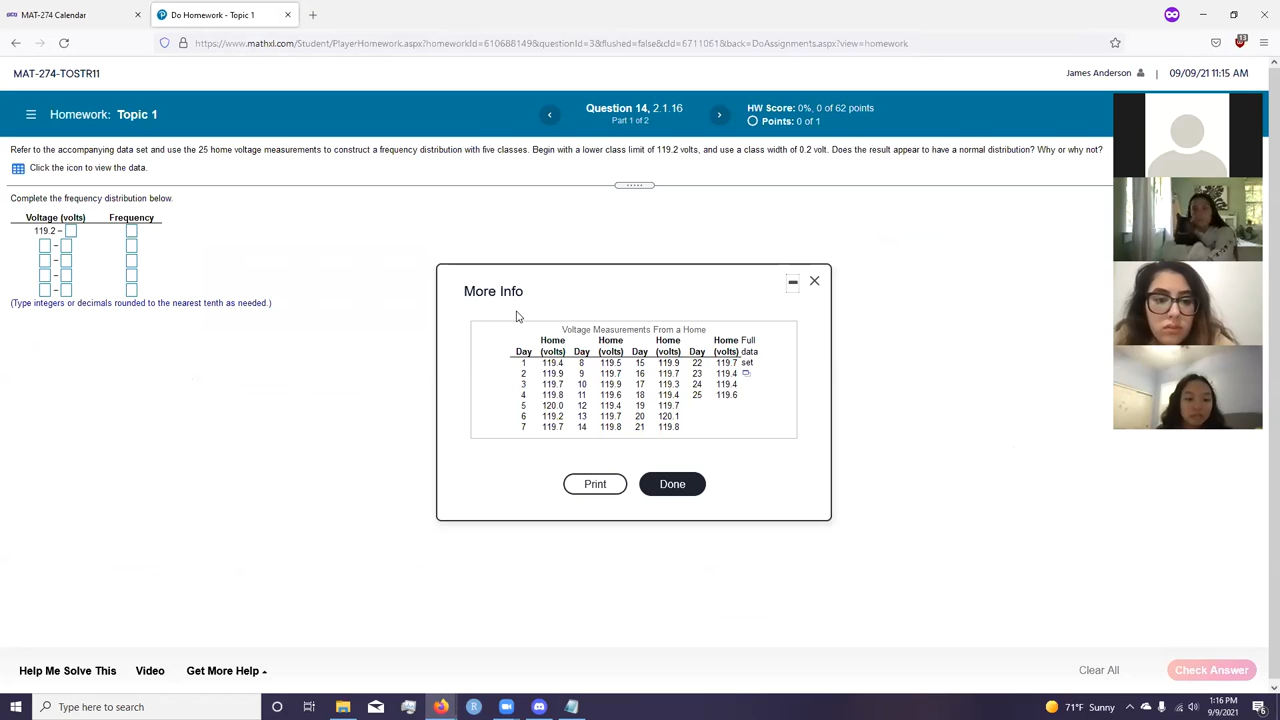 MAT-274 Calendar
Do Homework - Topic 1
https://www.mathxl.com/Student/PlayerHomework.aspx?homeworkId=610680149&questionId=3&flushed=false&cId=6711061&back=DoAssignments.aspx?view=homework
13
MAT-274-TOSTR11
James Anderson | 09/09/21 11:15 AM
Homework: Topic 1
Question 14, 2.1.16
Part 1 of 2
HW Score: 0%, 0 of 62 points
Points: 0 of 1
Refer to the accompanying data set and use the 25 home voltage measurements to construct a frequency distribution with five classes. Begin with a lower class limit of 119.2 volts, and use a class width of 0.2 volt. Does the result appear to have a normal distribution? Why or why not?
Click the icon to view the data.
Complete the frequency distribution below.
Voltage (volts) Frequency
119.2 –
–
–
–
–
(Type integers or decimals rounded to the nearest tenth as needed.)
More Info
Voltage Measurements From a Home
Home Home Home Home Full
Day (volts) Day (volts) Day (volts) Day (volts) data
1 119.4 8 119.5 15 119.9 22 119.7 set
2 119.9 9 119.7 16 119.7 23 119.4
3 119.7 10 119.9 17 119.3 24 119.4
4 119.8 11 119.6 18 119.4 25 119.6
5 120.0 12 119.4 19 119.7
6 119.2 13 119.7 20 120.1
7 119.7 14 119.8 21 119.8
Print Done
Help Me Solve This Video Get More Help
Clear All Check Answer
Type here to search
71°F Sunny
1:16 PM
9/9/2021
6